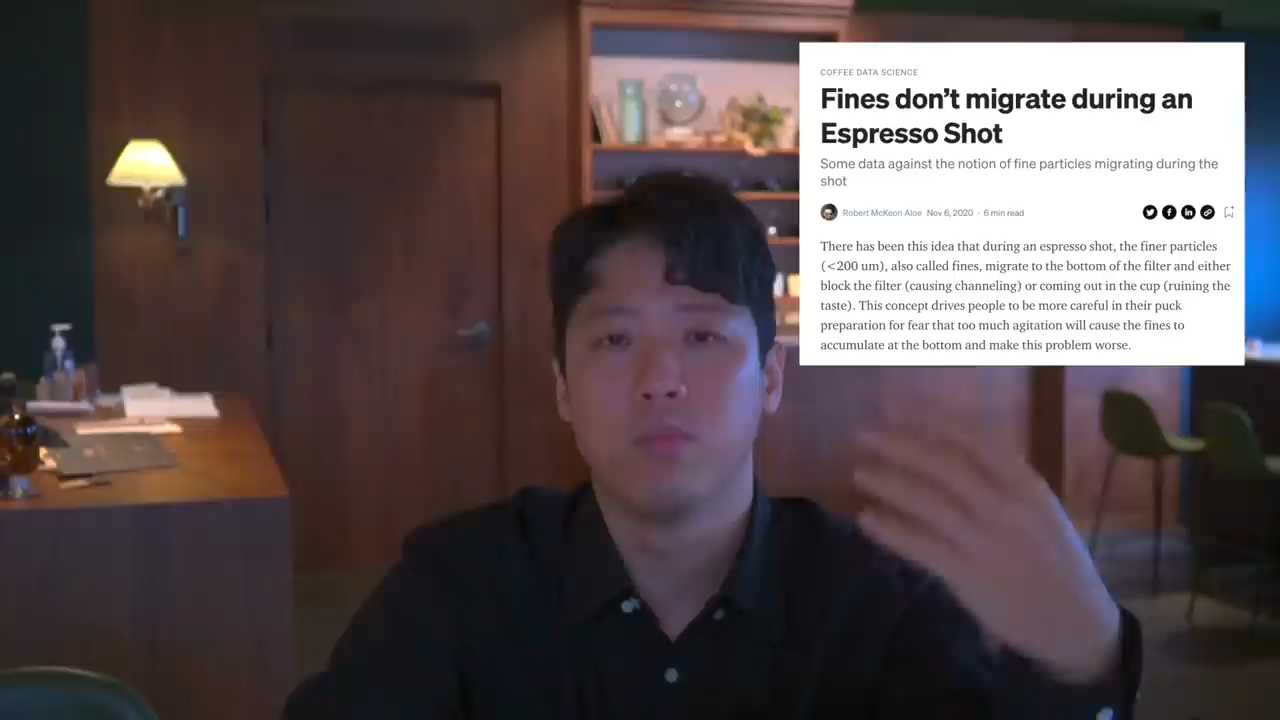 COFFEE DATA SCIENCE
Fines don’t migrate during an
Espresso Shot
Some data against the notion of fine particles migrating during the
shot
Robert McKeon Aloe Nov 6, 2020 · 6 min read
There has been this idea that during an espresso shot, the finer particles
(<200 um), also called fines, migrate to the bottom of the filter and either
block the filter (causing channeling) or coming out in the cup (ruining the
taste). This concept drives people to be more careful in their puck
preparation for fear that too much agitation will cause the fines to
accumulate at the bottom and make this problem worse.